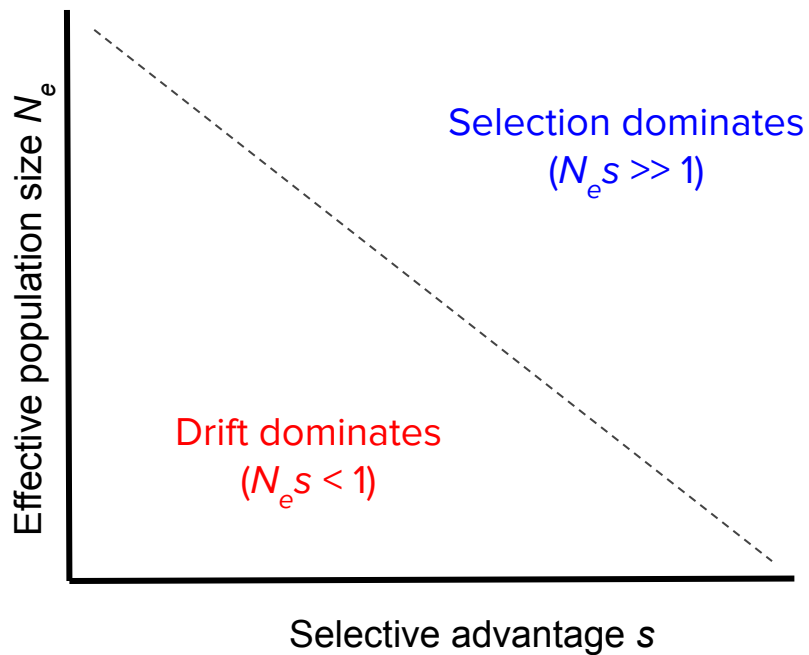 Effective population size Nₑ
Selection dominates
(Nₑs >> 1)
Drift dominates
(Nₑs < 1)
Selective advantage s